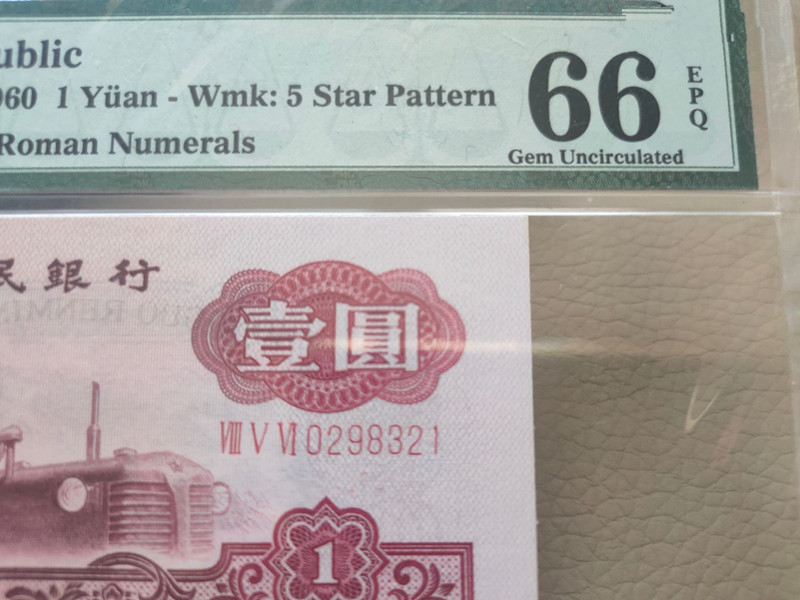 ublic
960 1 Yüan - Wmk: 5 Star Pattern
Roman Numerals
66
EPQ
Gem Uncirculated
民銀行
壹圓
VIII V VI 0298321
1